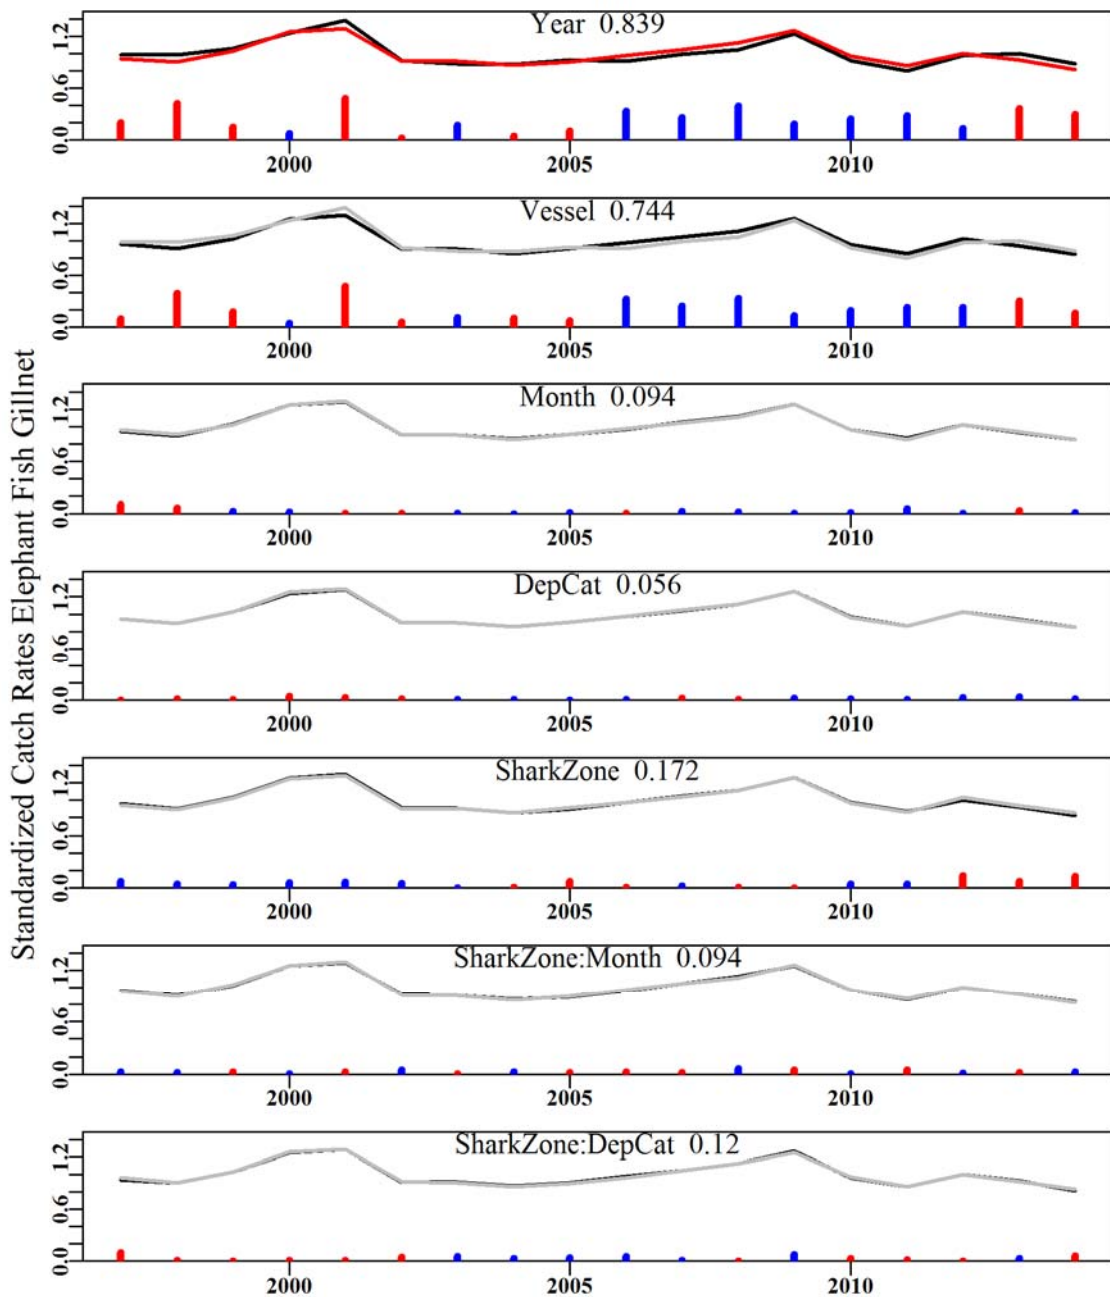 Standardized Catch Rates Elephant Fish Gillnet
Year 0.839
0.0 0.6 1.2
2000 2005 2010
Vessel 0.744
0.0 0.6 1.2
2000 2005 2010
Month 0.094
0.0 0.6 1.2
2000 2005 2010
DepCat 0.056
0.0 0.6 1.2
2000 2005 2010
SharkZone 0.172
0.0 0.6 1.2
2000 2005 2010
SharkZone:Month 0.094
0.0 0.6 1.2
2000 2005 2010
SharkZone:DepCat 0.12
0.0 0.6 1.2
2000 2005 2010